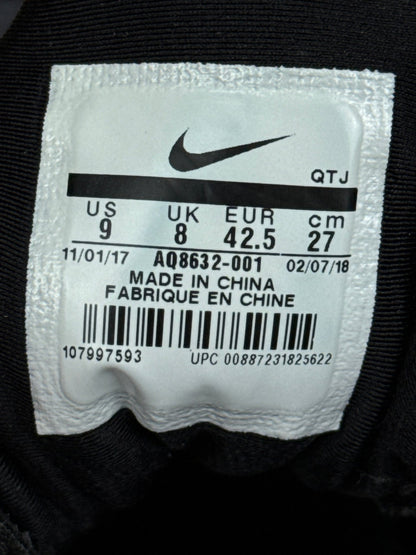 QTJ
US UK EUR cm
9 8 42.5 27
11/01/17 AQ8632-001 02/07/18
MADE IN CHINA
FABRIQUE EN CHINE
107997593 UPC 00887231825622